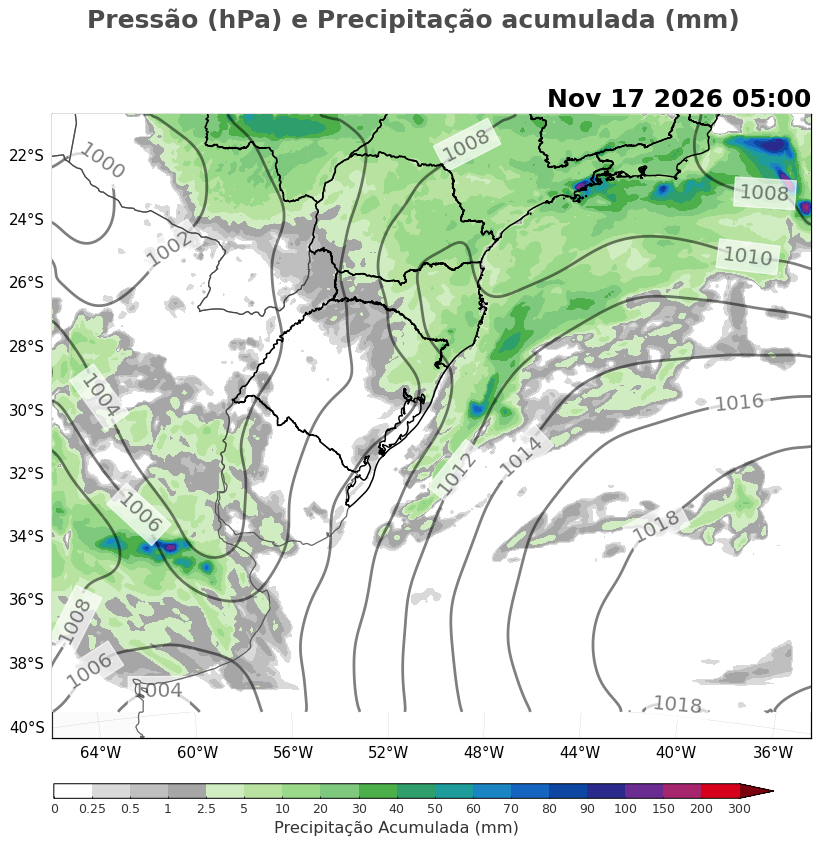 Pressão (hPa) e Precipitação acumulada (mm)
Nov 17 2026 05:00
1000
1008
22°S
1008
24°S
1002
1010
26°S
28°S
1004
1016
30°S
1014
32°S
1012
1006
1018
34°S
36°S
1008
1006
38°S
1004
1018
40°S
64°W 60°W 56°W 52°W 48°W 44°W 40°W 36°W
0 0.25 0.5 1 2.5 5 10 20 30 40 50 60 70 80 90 100 150 200 300
Precipitação Acumulada (mm)